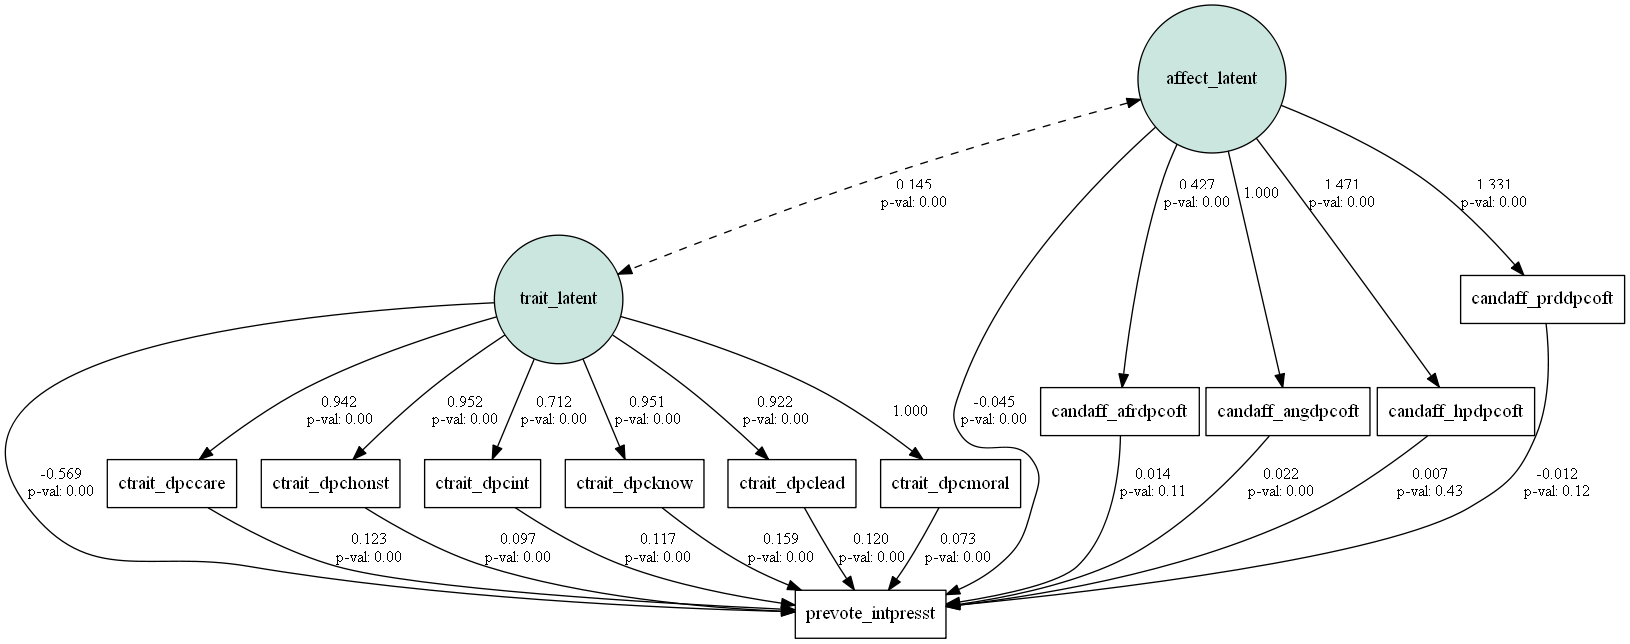 affect_latent
0.145
p-val: 0.00
0.427
p-val: 0.00
1.000
1.471
p-val: 0.00
1.331
p-val: 0.00
trait_latent
candaff_prddpcoft
0.942
p-val: 0.00
0.952
p-val: 0.00
0.712
p-val: 0.00
0.951
p-val: 0.00
0.922
p-val: 0.00
1.000
-0.045
p-val: 0.00
candaff_afrdpcoft
candaff_angdpcoft
candaff_hpdpcoft
-0.569
p-val: 0.00
ctrait_dpccare
ctrait_dpchonst
ctrait_dpcint
ctrait_dpcknow
ctrait_dpclead
ctrait_dpcmoral
0.014
p-val: 0.11
0.022
p-val: 0.00
0.007
p-val: 0.43
-0.012
p-val: 0.12
0.123
p-val: 0.00
0.097
p-val: 0.00
0.117
p-val: 0.00
0.159
p-val: 0.00
0.120
p-val: 0.00
0.073
p-val: 0.00
prevote_intpresst